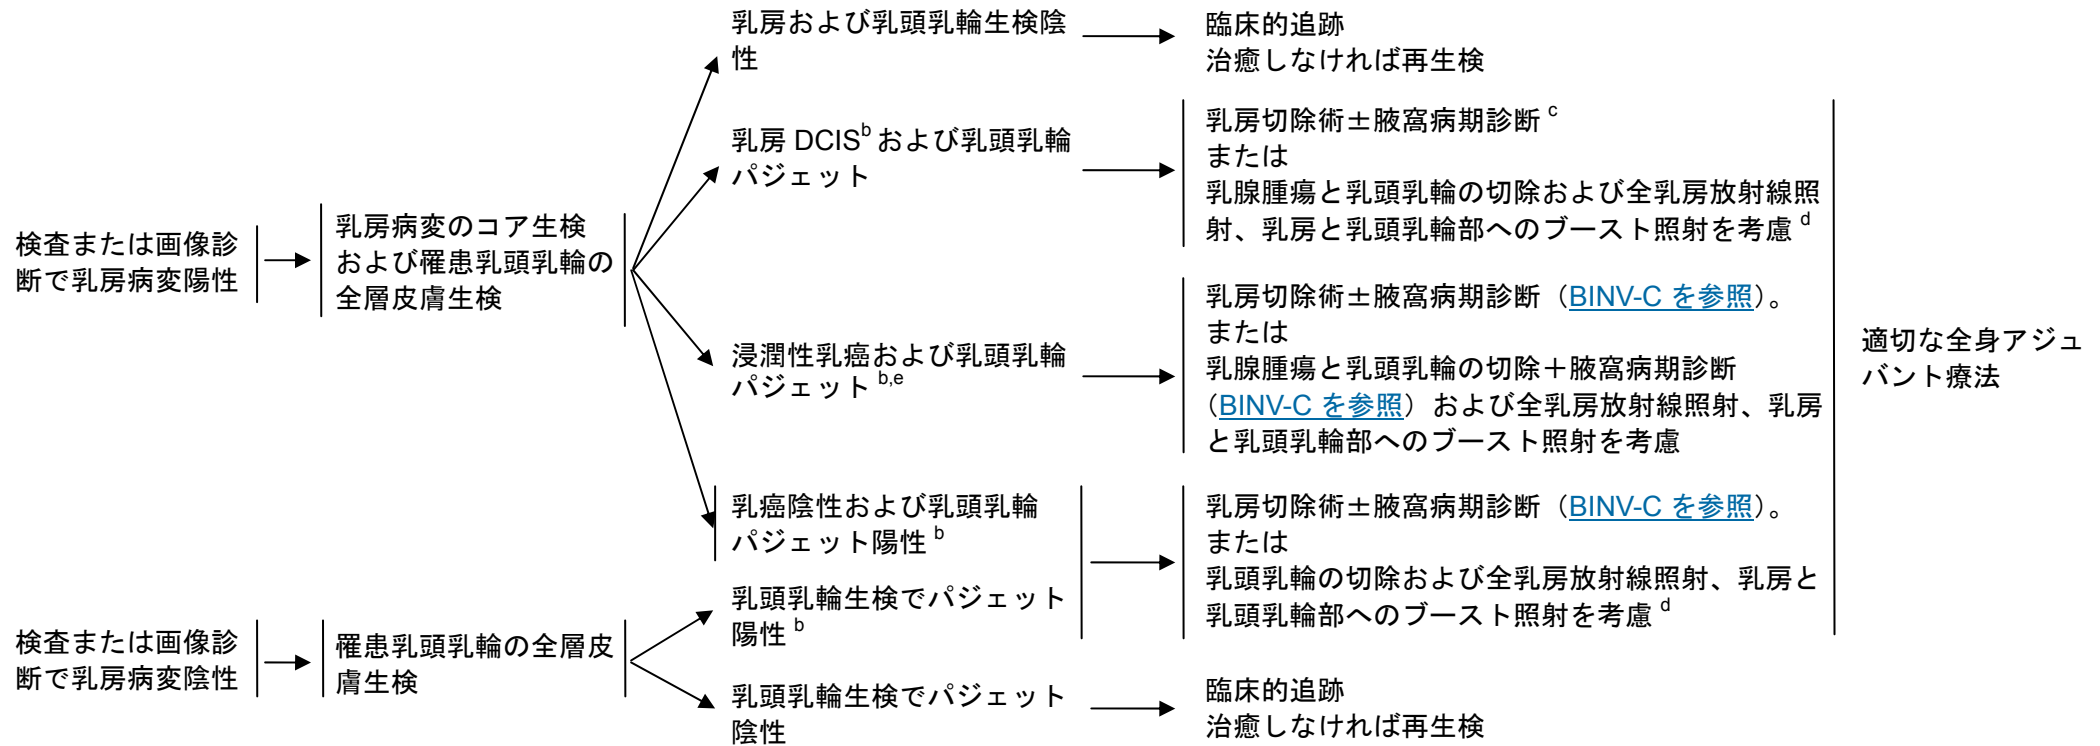 乳房および乳頭乳輪生検陰
性
臨床的追跡
治癒しなければ再生検
乳房 DCISb および乳頭乳輪
パジェット
乳房切除術±腋窩病期診断 c
または
乳腺腫瘍と乳頭乳輪の切除および全乳房放射線照
射、乳房と乳頭乳輪部へのブースト照射を考慮 d
検査または画像診
断で乳房病変陽性
乳房病変のコア生検
および罹患乳頭乳輪の
全層皮膚生検
浸潤性乳癌および乳頭乳輪
パジェット b,e
乳房切除術±腋窩病期診断（BINV-C を参照）。
または
乳腺腫瘍と乳頭乳輪の切除＋腋窩病期診断
（BINV-C を参照）および全乳房放射線照射、乳房
と乳頭乳輪部へのブースト照射を考慮
適切な全身アジュ
バント療法
乳癌陰性および乳頭乳輪
パジェット陽性 b
乳房切除術±腋窩病期診断（BINV-C を参照）。
または
乳頭乳輪の切除および全乳房放射線照射、乳房と
乳頭乳輪部へのブースト照射を考慮 d
検査または画像診
断で乳房病変陰性
罹患乳頭乳輪の全層皮
膚生検
乳頭乳輪生検でパジェット
陽性 b
乳頭乳輪生検でパジェット
陰性
臨床的追跡
治癒しなければ再生検